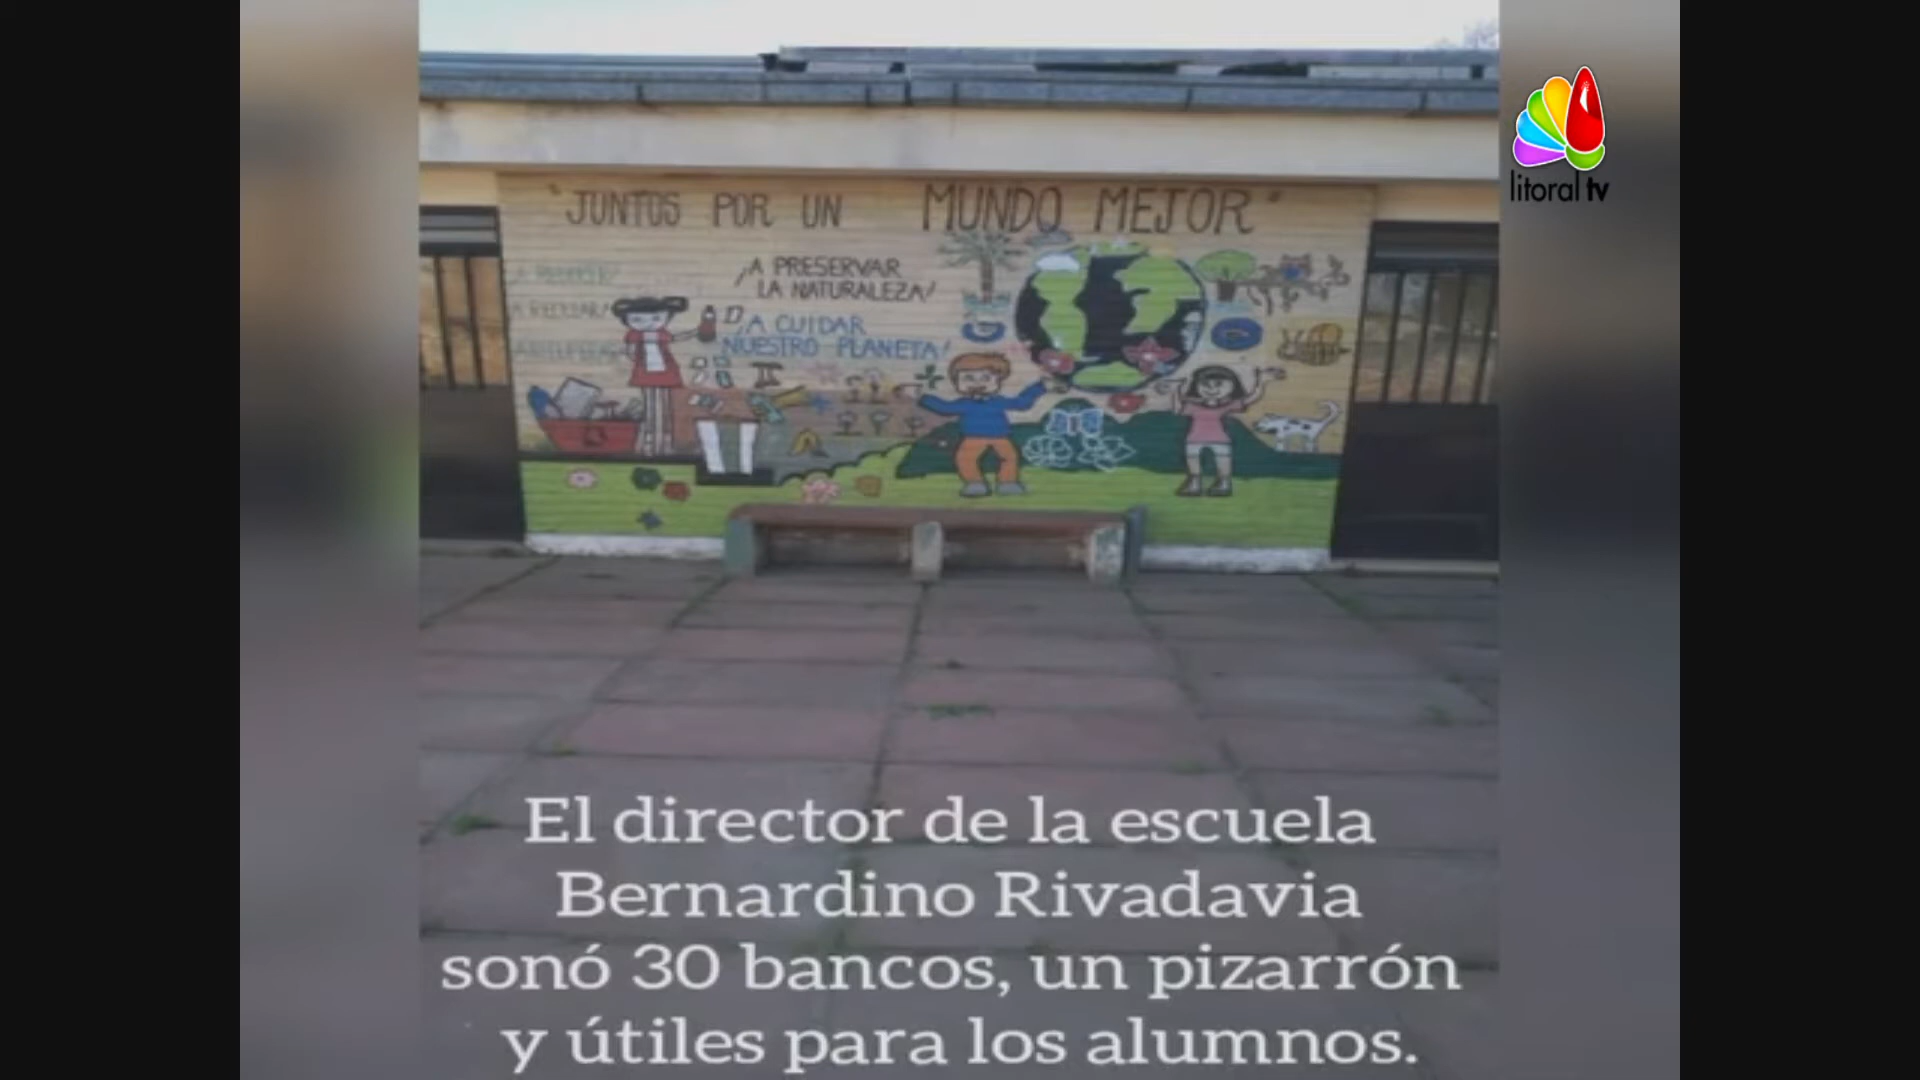 litoral tv
"JUNTOS POR UN MUNDO MEJOR"
¡A PRESERVAR
LA NATURALEZA!
¡A CUIDAR
NUESTRO PLANETA!
A RECICLAR!
El director de la escuela
Bernardino Rivadavia
sonó 30 bancos, un pizarrón
y útiles para los alumnos.